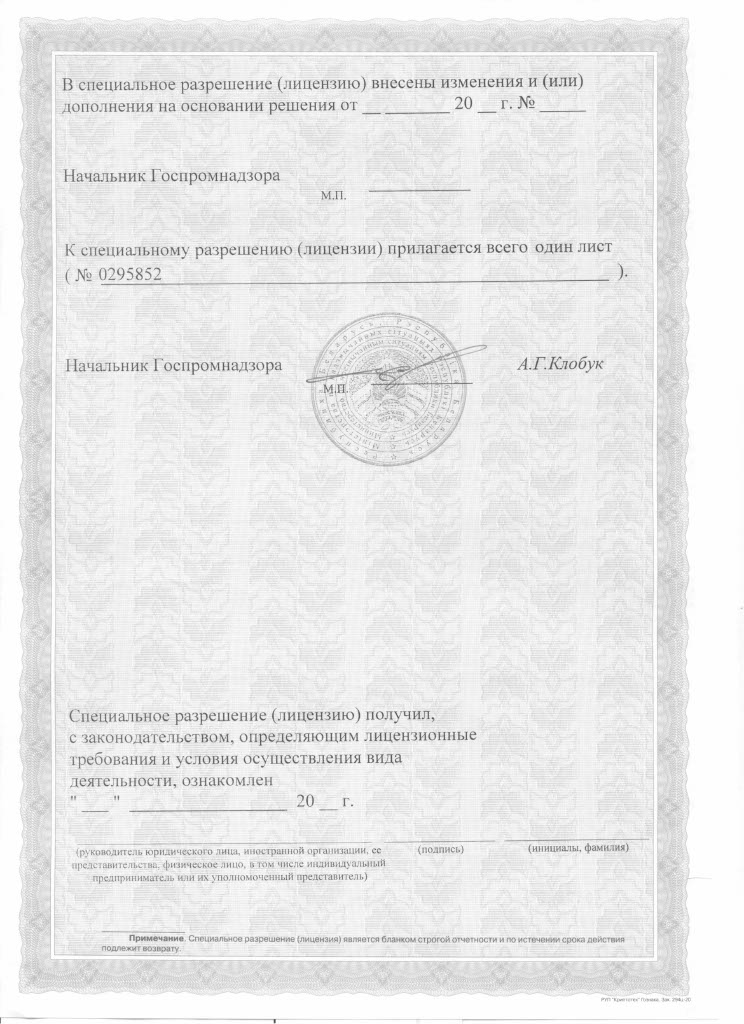 В специальное разрешение (лицензию) внесены изменения и (или)
дополнения на основании решения от __ _______ 20 __ г. № _____
Начальник Госпромнадзора
М.П.
К специальному разрешению (лицензии) прилагается всего один лист
( № 0295852 ).
Начальник Госпромнадзора
А.Г.Клобук
М.П.
Специальное разрешение (лицензию) получил,
с законодательством, определяющим лицензионные
требования и условия осуществления вида
деятельности, ознакомлен
" ___ " _________________ 20 __ г.
(руководитель юридического лица, иностранной организации, ее
представительства, физическое лицо, в том числе индивидуальный
предприниматель или их уполномоченный представитель)
(подпись)
(инициалы, фамилия)
Примечание. Специальное разрешение (лицензия) является бланком строгой отчетности и по истечении срока действия
подлежит возврату.
РУП "Криптотех" Гознака, Зак.